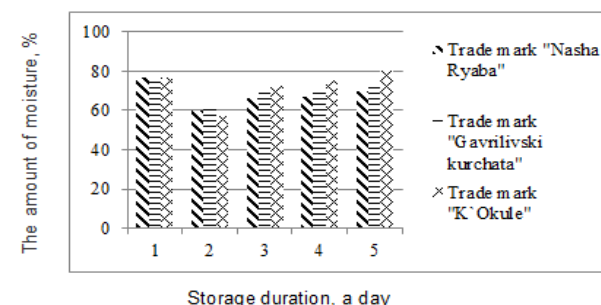 The amount of moisture, %
100
80
60
40
20
0
1 2 3 4 5
Storage duration, a day
Trade mark "Nasha
Ryaba"
Trade mark
"Gavrilivski
kurchata"
Trade mark
"K`Okule"